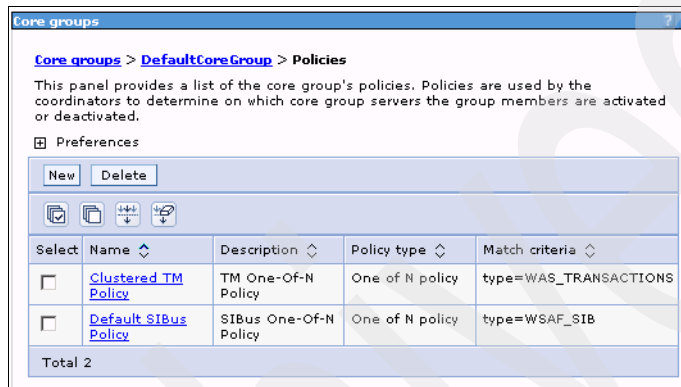 Core groups ?
Core groups > DefaultCoreGroup > Policies
This panel provides a list of the core group's policies. Policies are used by the
coordinators to determine on which core group servers the group members are activated
or deactivated.
Preferences
New Delete
Select Name Description Policy type Match criteria
Clustered TM Policy TM One-Of-N Policy One of N policy type=WAS_TRANSACTIONS
Default SIBus Policy SIBus One-Of-N Policy One of N policy type=WSAF_SIB
Total 2